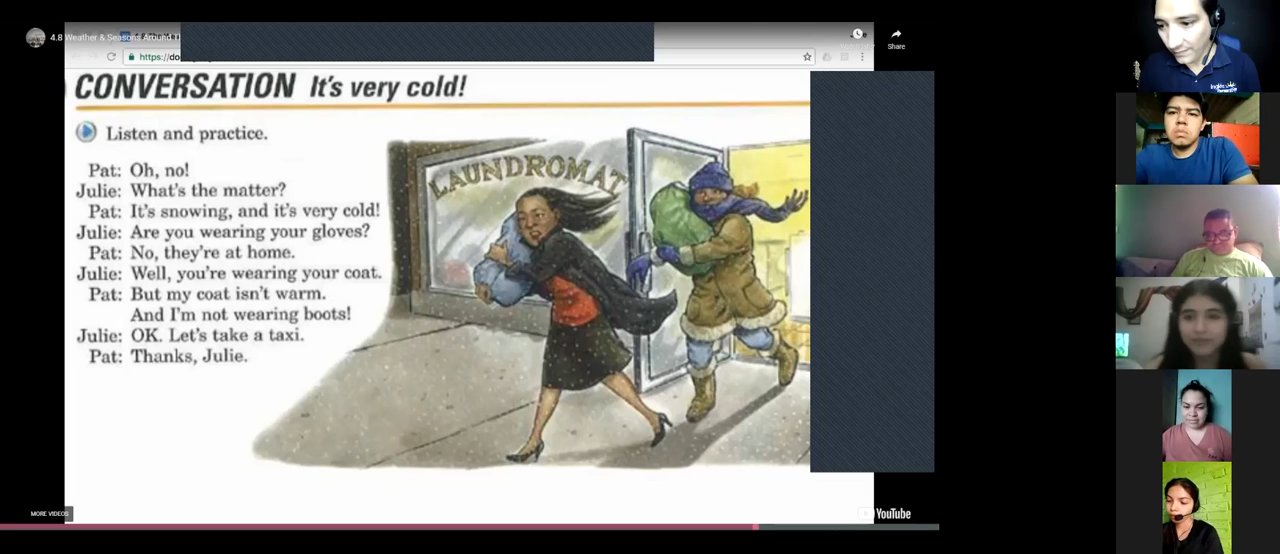 4.8 Weather & Seasons Around T
Share
https://do
CONVERSATION It's very cold!
Listen and practice.
Pat: Oh, no!
Julie: What's the matter?
Pat: It's snowing, and it's very cold!
Julie: Are you wearing your gloves?
Pat: No, they're at home.
Julie: Well, you're wearing your coat.
Pat: But my coat isn't warm.
And I'm not wearing boots!
Julie: OK. Let's take a taxi.
Pat: Thanks, Julie.
LAUNDROMAT
MORE VIDEOS
YouTube